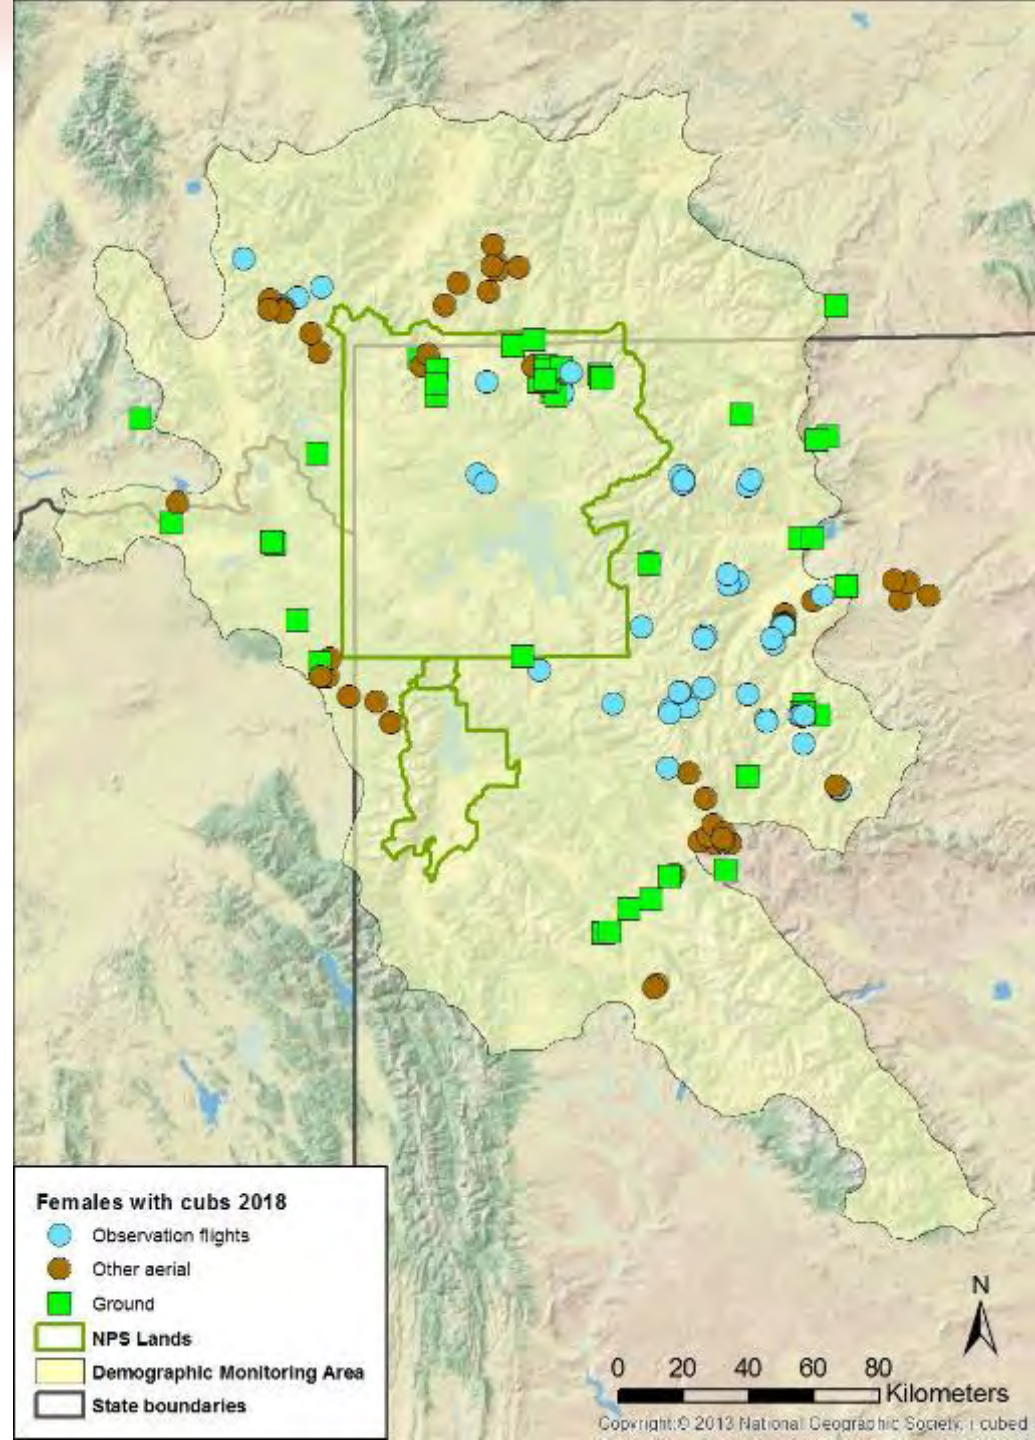 Females with cubs 2018
Observation flights
Other aerial
Ground
NPS Lands
Demographic Monitoring Area
State boundaries
N
0 20 40 60 80
Kilometers
Copyright:© 2013 National Geographic Society, i-cubed